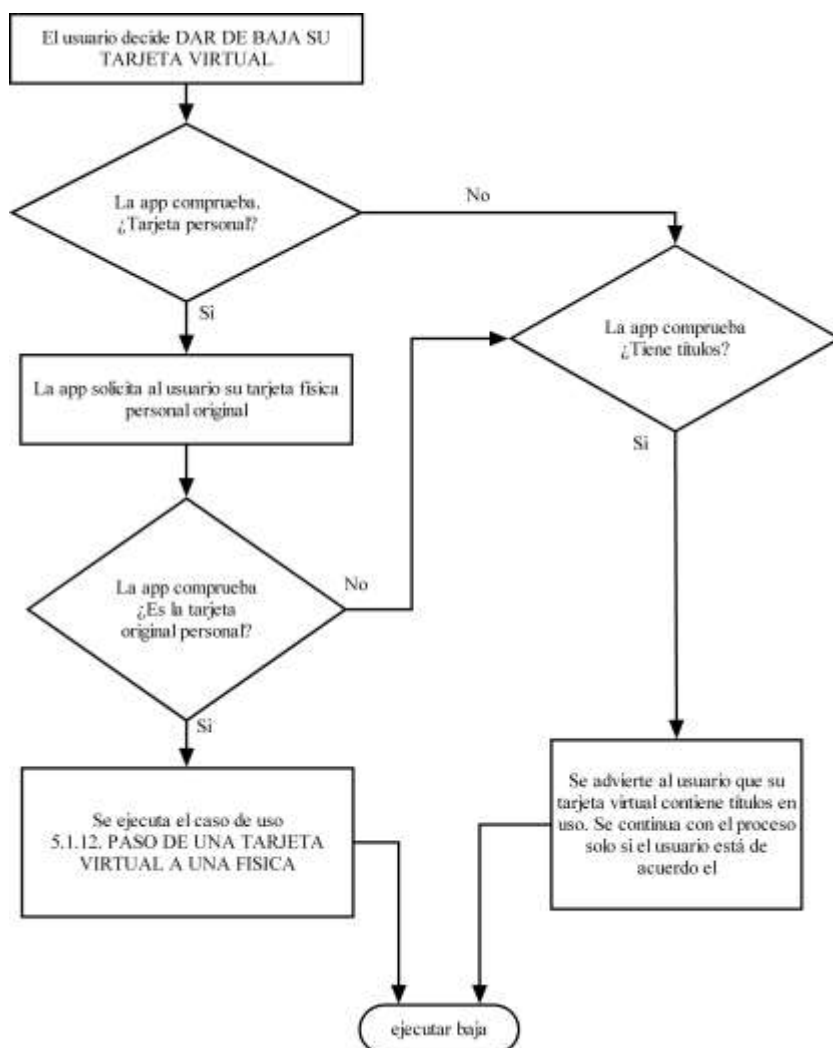 El usuario decide DAR DE BAJA SU
TARJETA VIRTUAL
La app comprueba.
¿Tarjeta personal?
No
Si
La app comprueba
¿Tiene títulos?
La app solicita al usuario su tarjeta física
personal original
Si
La app comprueba
¿Es la tarjeta
original personal?
No
Si
Se ejecuta el caso de uso
5.1.12. PASO DE UNA TARJETA
VIRTUAL A UNA FISICA
Se advierte al usuario que su
tarjeta virtual contiene títulos en
uso. Se continua con el proceso
solo si el usuario está de
acuerdo el
ejecutar baja